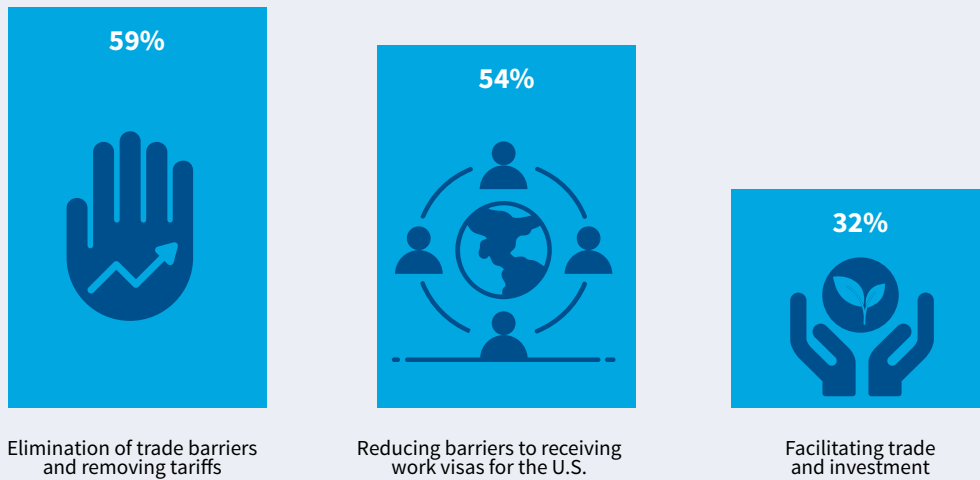 59%
54%
32%
Elimination of trade barriers
and removing tariffs
Reducing barriers to receiving
work visas for the U.S.
Facilitating trade
and investment